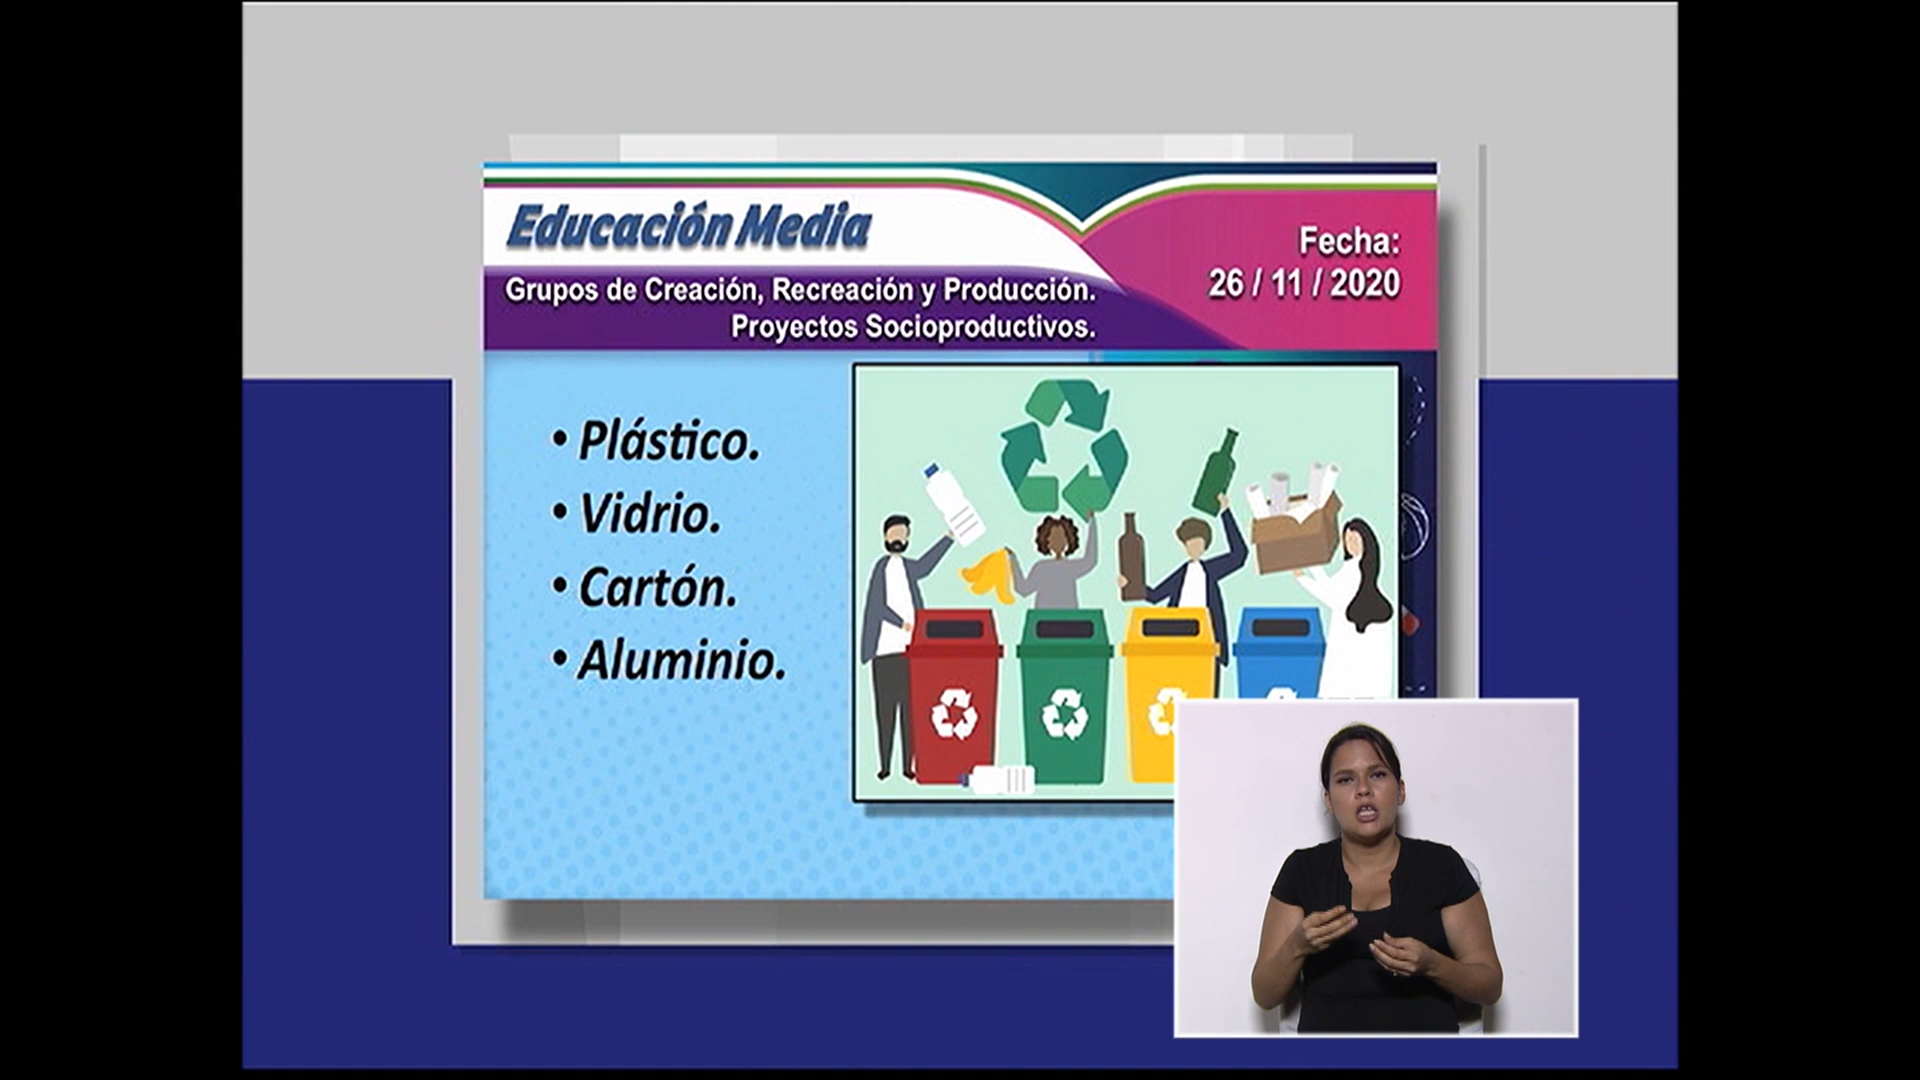 Educación Media
Fecha:
26 / 11 / 2020
Grupos de Creación, Recreación y Producción.
Proyectos Socioproductivos.
• Plástico.
• Vidrio.
• Cartón.
• Aluminio.